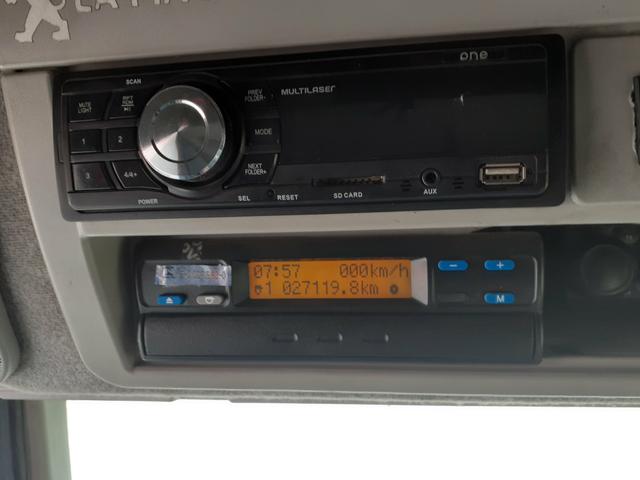 SCAN
one
MULTILASER
MUTE
LIGHT
RPT
RDM
PREV
FOLDER-
1
2
MODE
3
4/4+
NEXT
FOLDER+
POWER
SEL
RESET
SD CARD
AUX
07:57 000km/h
1 027119.8km
- +
M